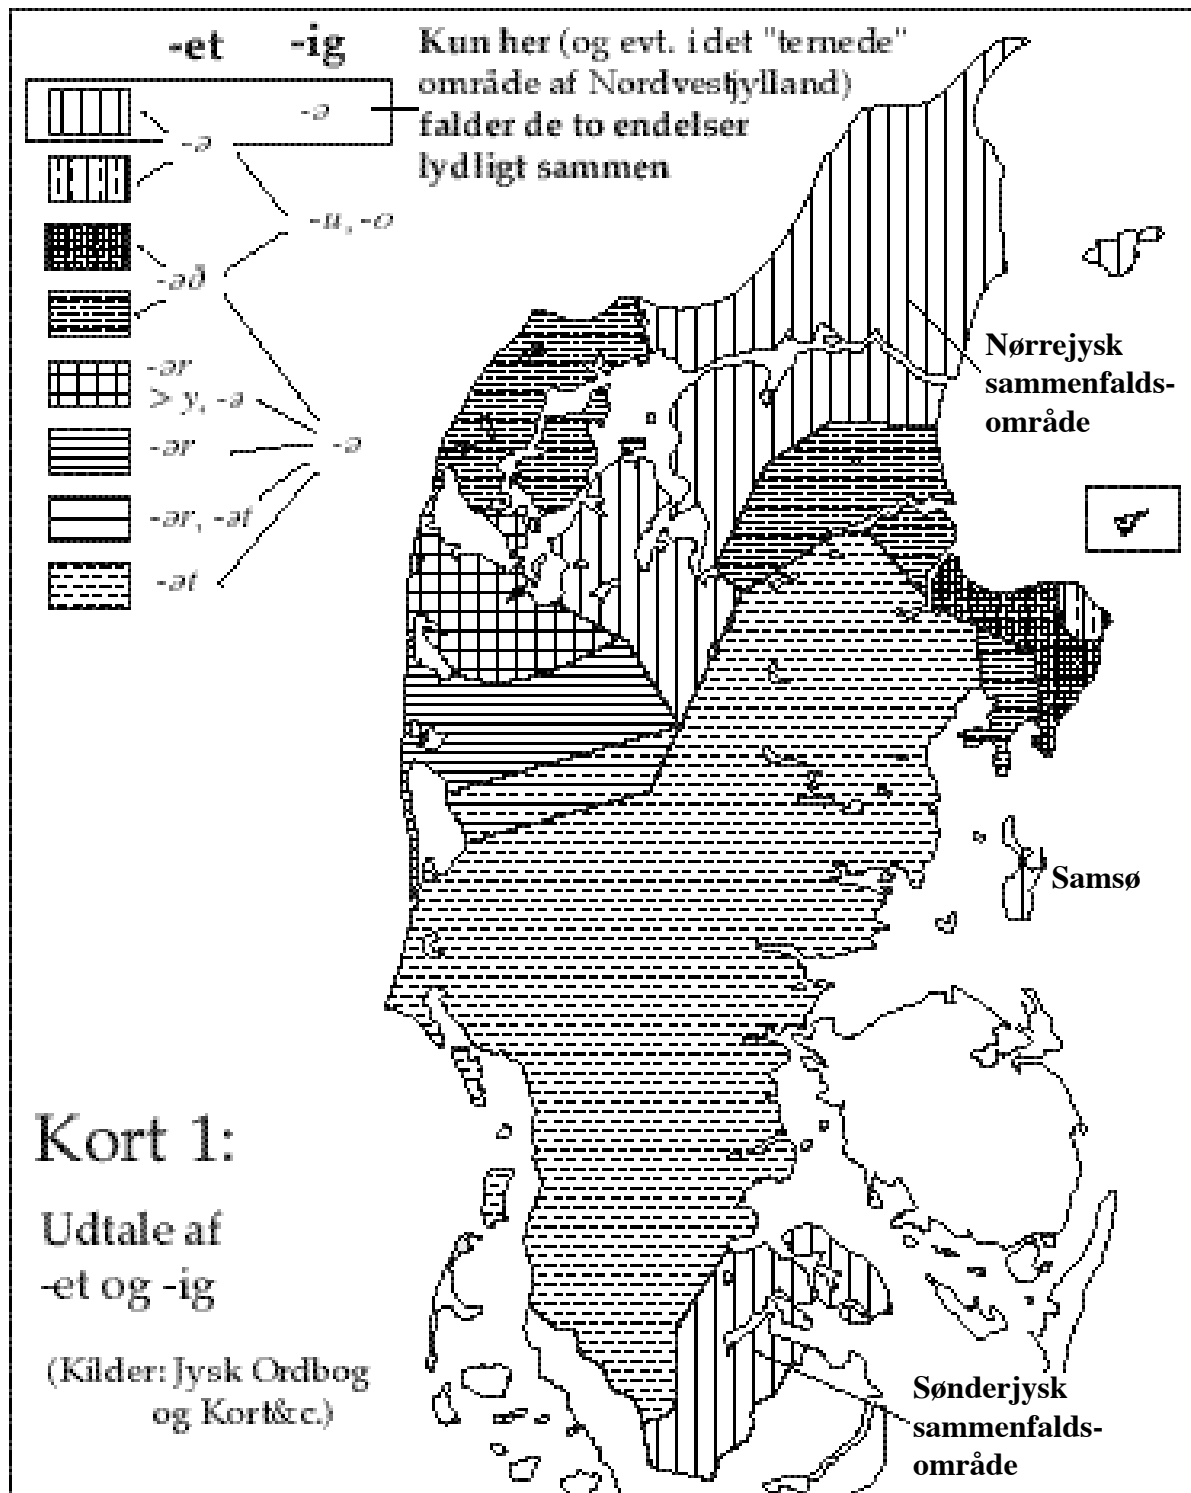 -et -ig
Kun her (og evt. i det "ternede"
område af Nordvestjylland)
falder de to endelser
lydligt sammen
-ə
-ə
-u, -o
-əð
-ər
> y, -ə
-ə
-ər
-ər, -ət
-ət
Nørrejysk
sammenfalds-
område
Samsø
Kort 1:
Udtale af
-et og -ig
(Kilder: Jysk Ordbog
og Kort&c.)
Sønderjysk
sammenfalds-
område